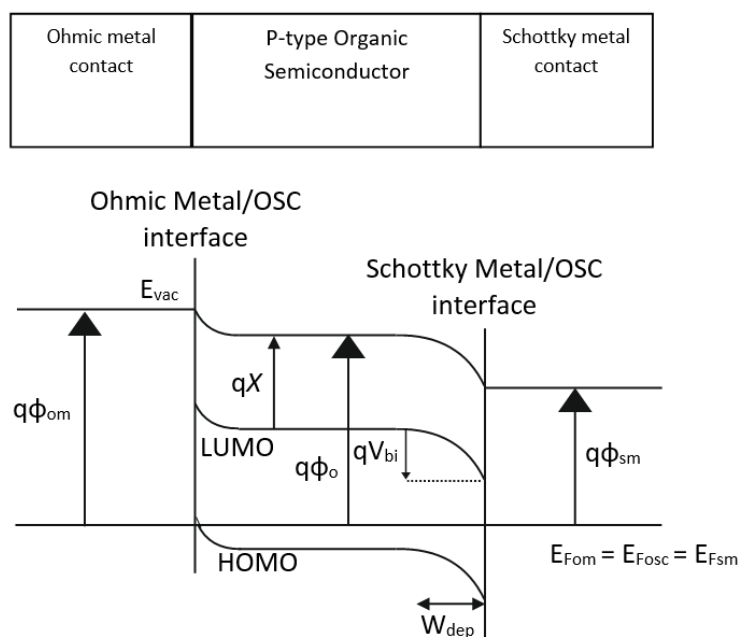 Ohmic metal
contact
P-type Organic
Semiconductor
Schottky metal
contact
Ohmic Metal/OSC
interface
Schottky Metal/OSC
interface
Evac
qX
qϕom
LUMO
qϕo
qVbi
qϕsm
HOMO
EFom = EFosc = EFsm
Wdep